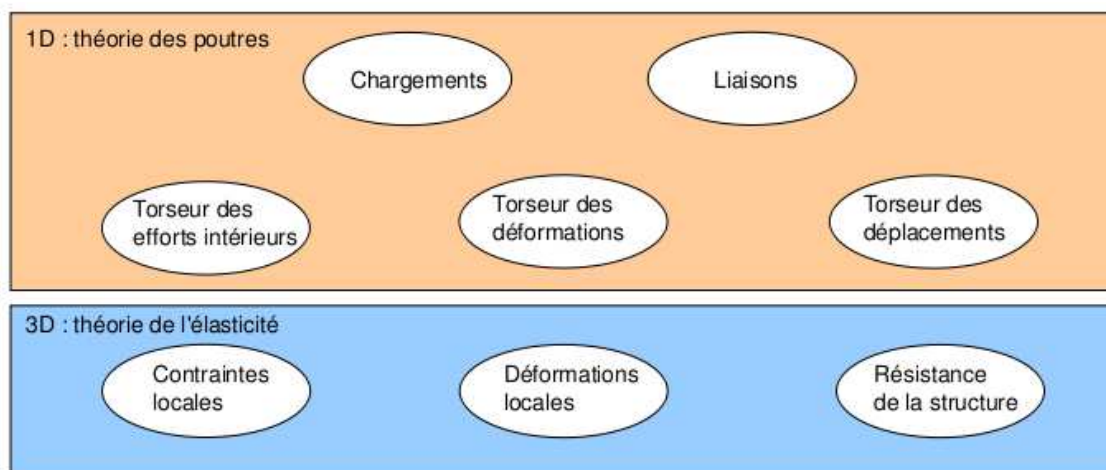 1D : théorie des poutres
Chargements
Liaisons
Torseur des
efforts intérieurs
Torseur des
déformations
Torseur des
déplacements
3D : théorie de l'élasticité
Contraintes
locales
Déformations
locales
Résistance
de la structure